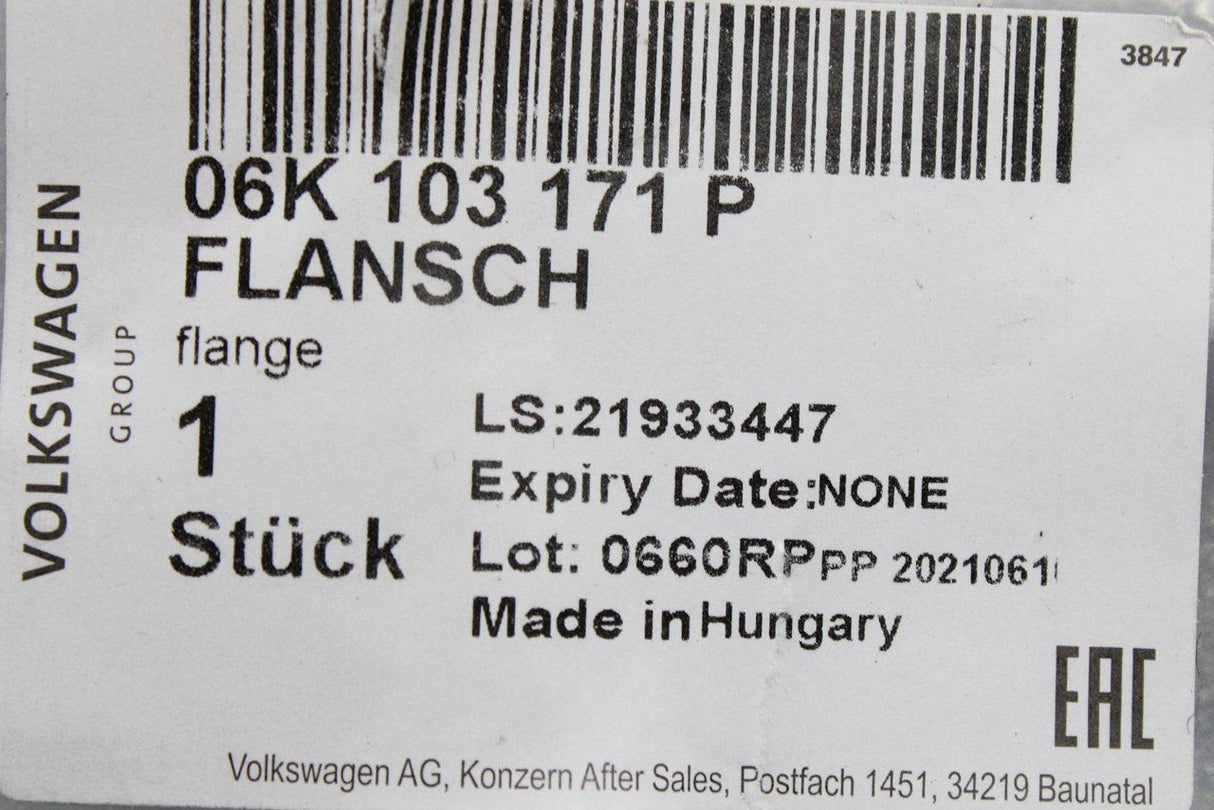 3847
06K 103 171 P
FLANSCH
flange
1
Stück
LS:21933447
Expiry Date:NONE
Lot: 0660RPPP
Made in Hungary
VOLKSWAGEN
GROUP
EAC
Volkswagen AG, Konzern After Sales, Postfach 1451, 34219 Baunatal